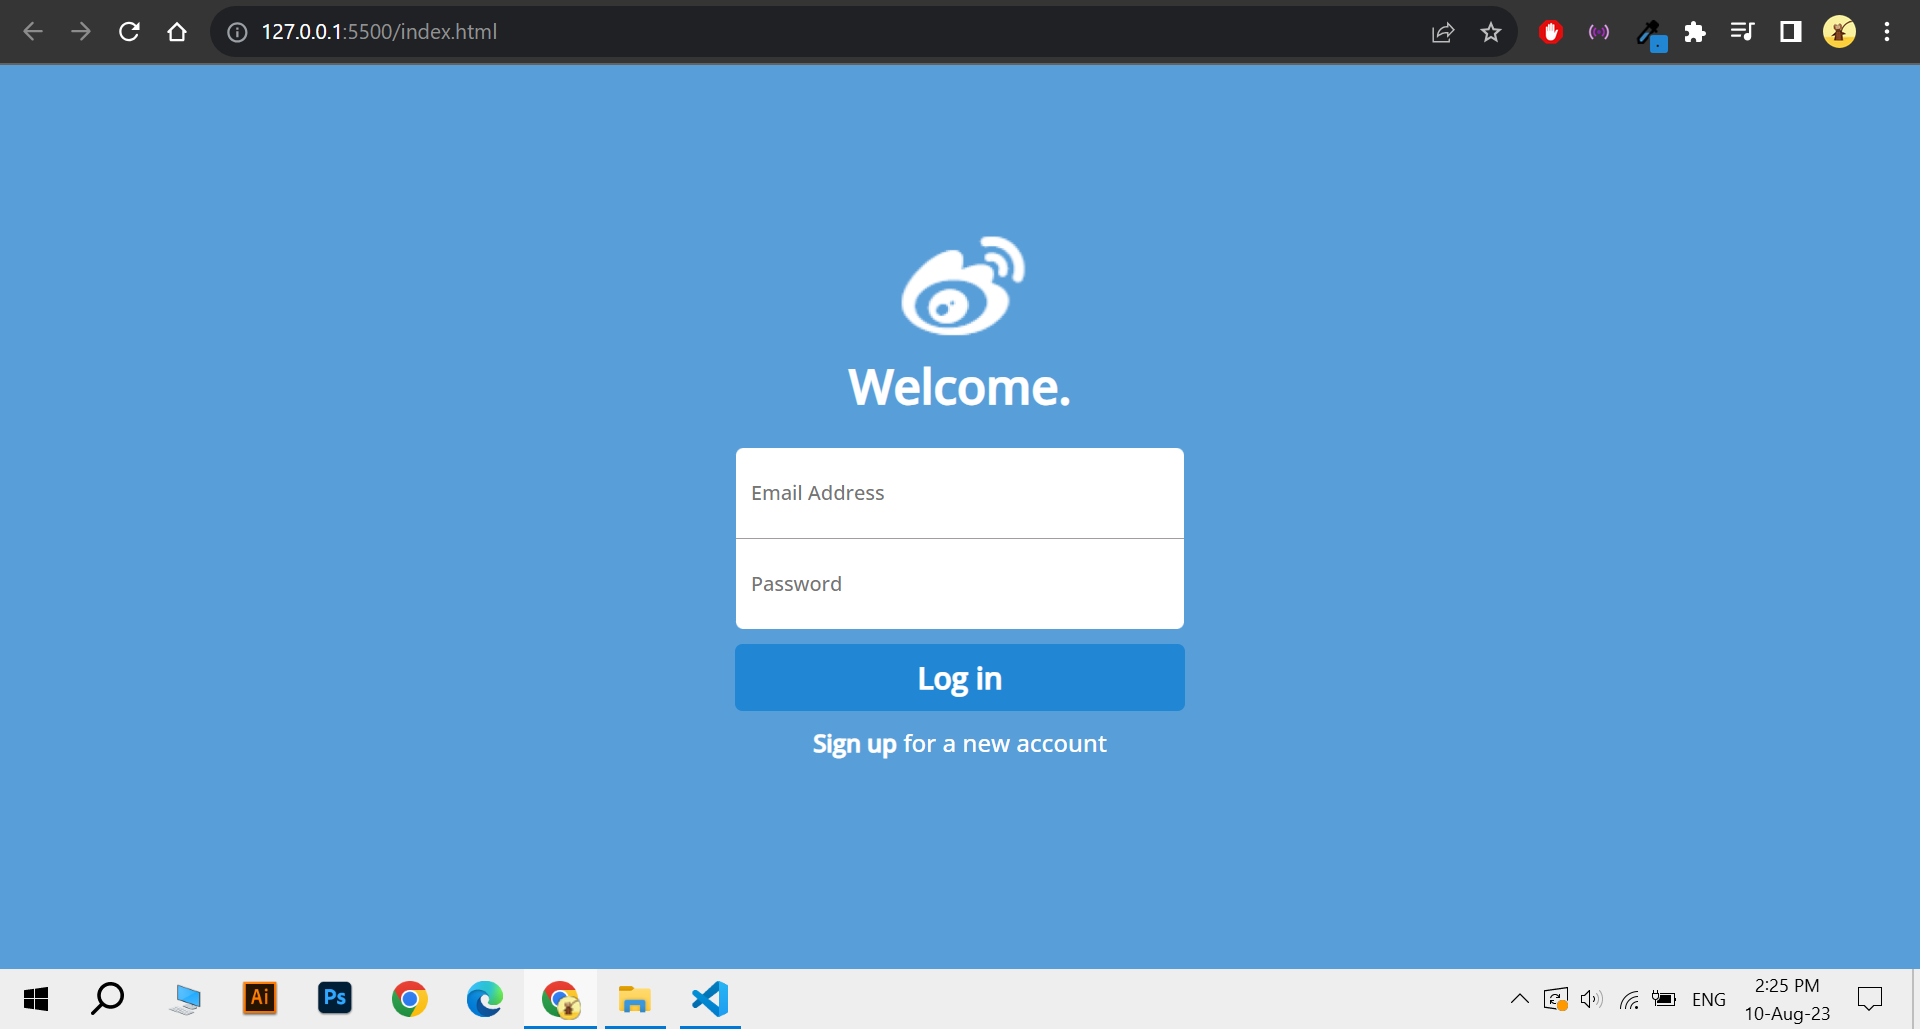 127.0.0.1:5500/index.html
Welcome.
Email Address
Password
Log in
Sign up for a new account
Ai
Ps
ENG
2:25 PM
10-Aug-23